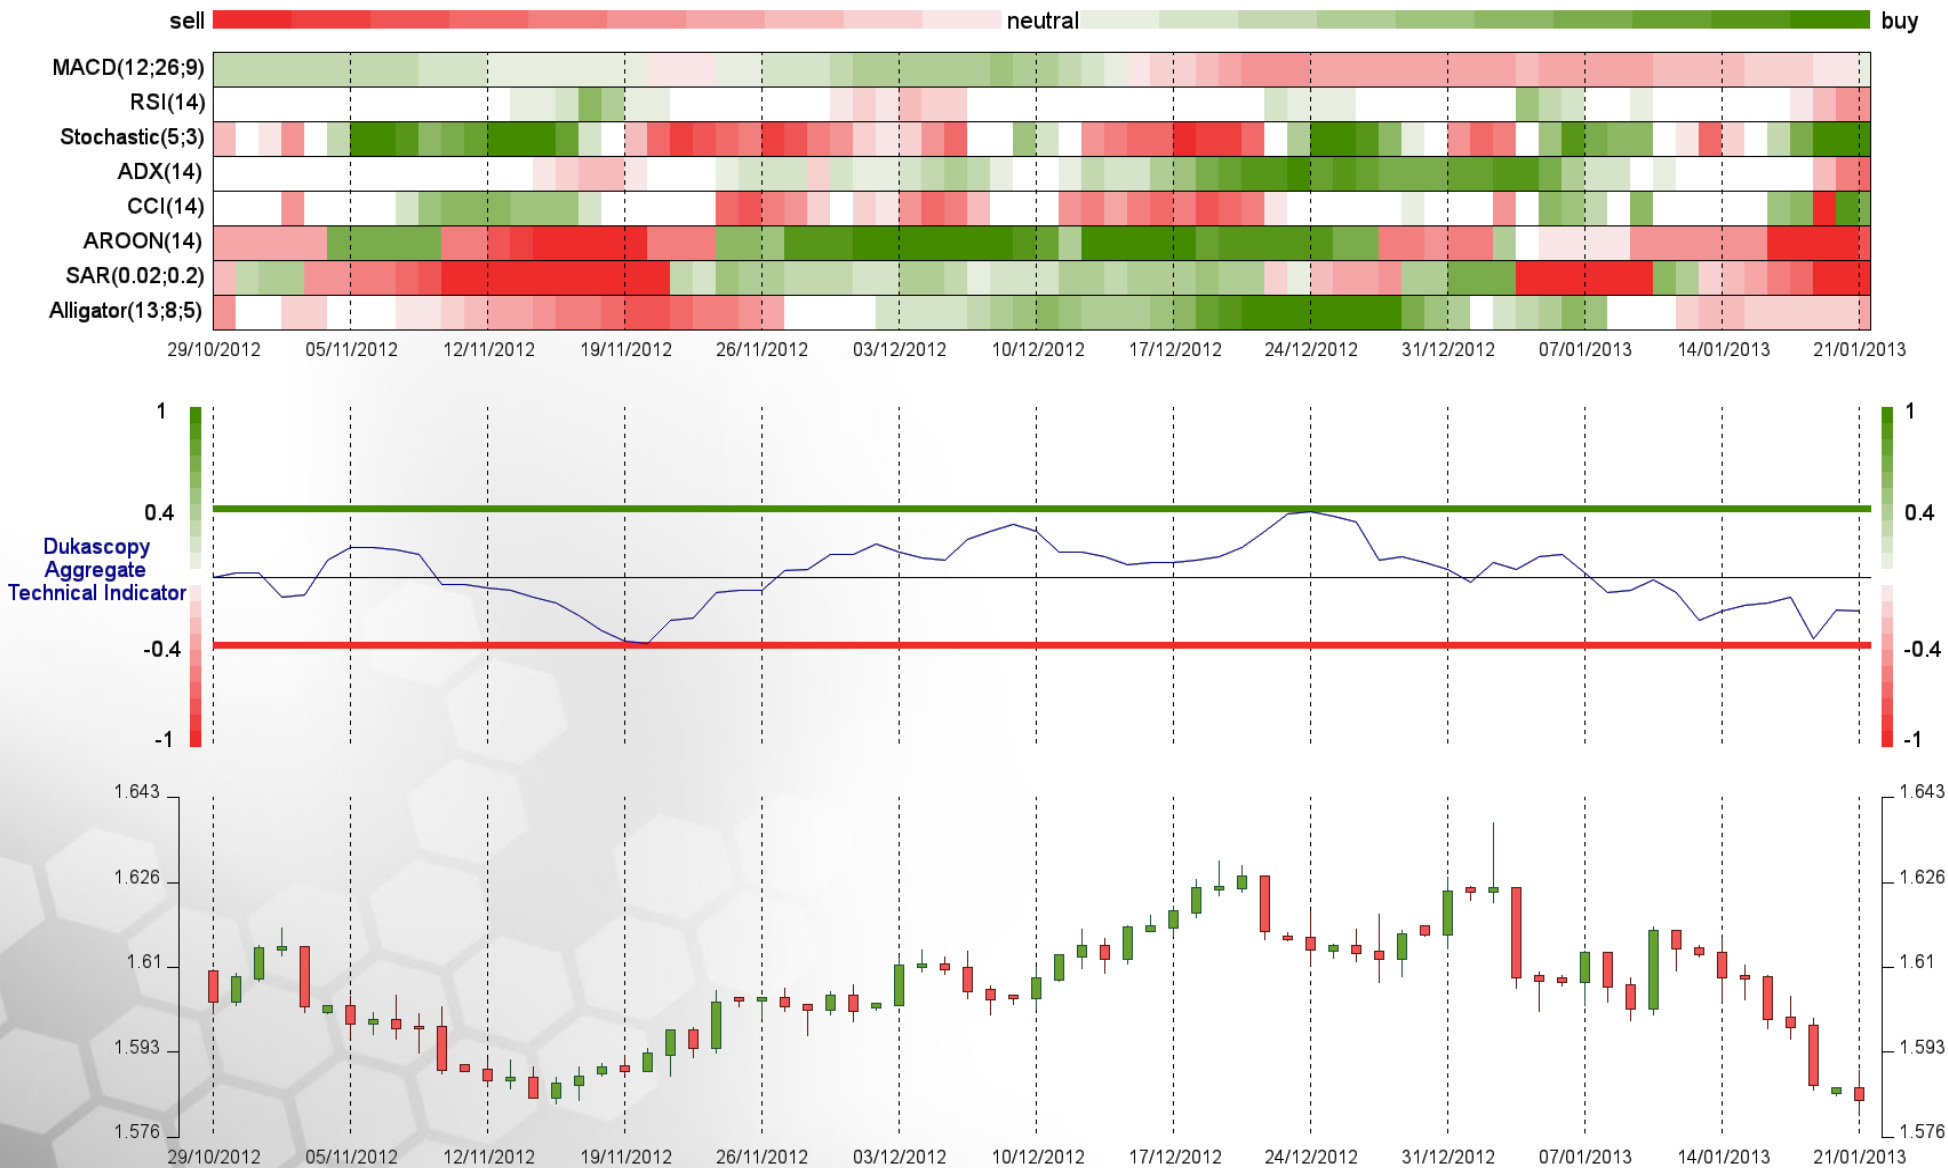 sell neutral buy
MACD(12;26;9)
RSI(14)
Stochastic(5;3)
ADX(14)
CCI(14)
AROON(14)
SAR(0.02;0.2)
Alligator(13;8;5)
29/10/2012 05/11/2012 12/11/2012 19/11/2012 26/11/2012 03/12/2012 10/12/2012 17/12/2012 24/12/2012 31/12/2012 07/01/2013 14/01/2013 21/01/2013
1 1
0.4 0.4
Dukascopy
Aggregate
Technical Indicator
-0.4 -0.4
-1 -1
1.643 1.643
1.626 1.626
1.61 1.61
1.593 1.593
1.576 1.576
29/10/2012 05/11/2012 12/11/2012 19/11/2012 26/11/2012 03/12/2012 10/12/2012 17/12/2012 24/12/2012 31/12/2012 07/01/2013 14/01/2013 21/01/2013